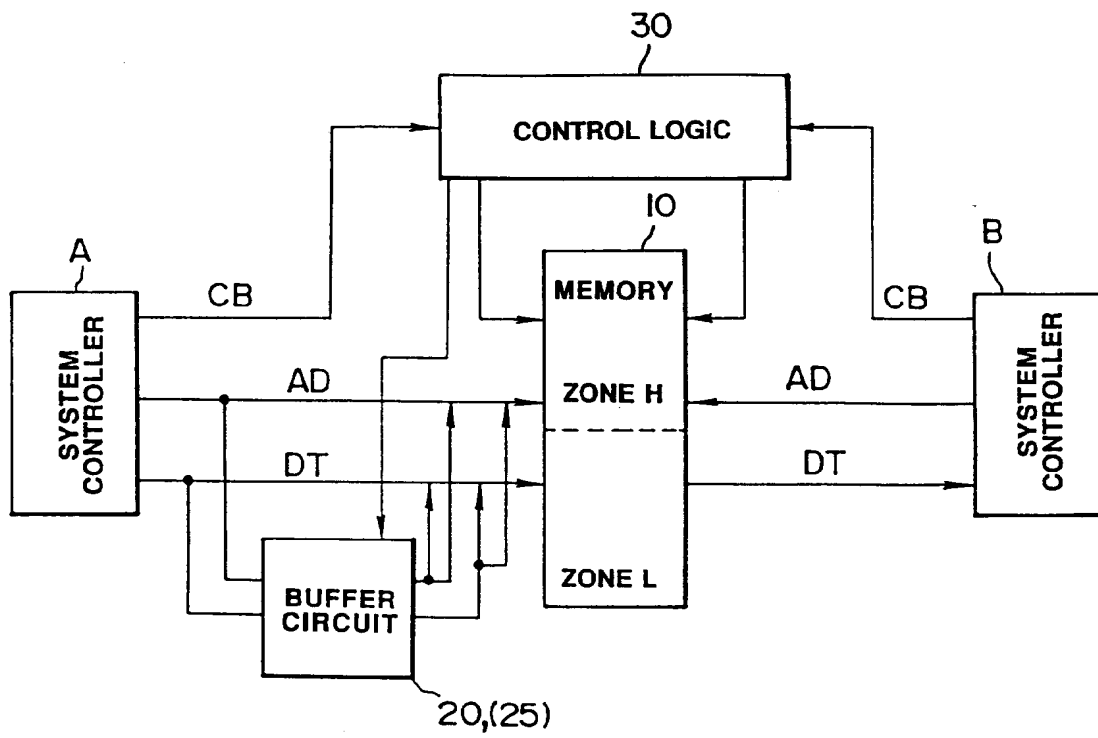 30
CONTROL LOGIC
10
A
B
CB
MEMORY
CB
SYSTEM
CONTROLLER
AD
ZONE H
AD
SYSTEM
CONTROLLER
DT
DT
BUFFER
CIRCUIT
ZONE L
20,(25)